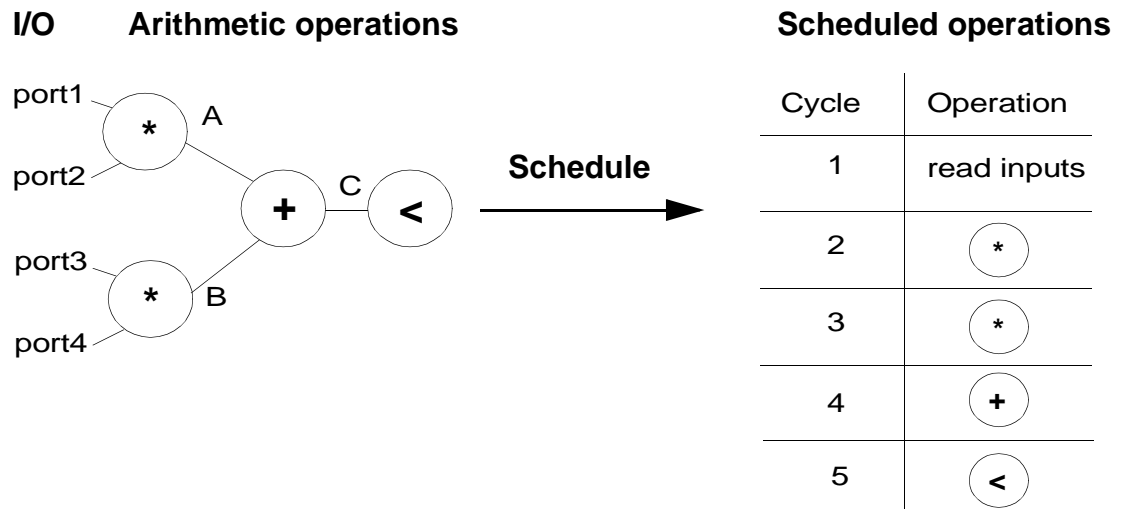 I/O Arithmetic operations
Scheduled operations
port1
*
A
port2
+
C
<
port3
*
B
port4
Schedule
Cycle Operation
1 read inputs
2 *
3 *
4 +
5 <